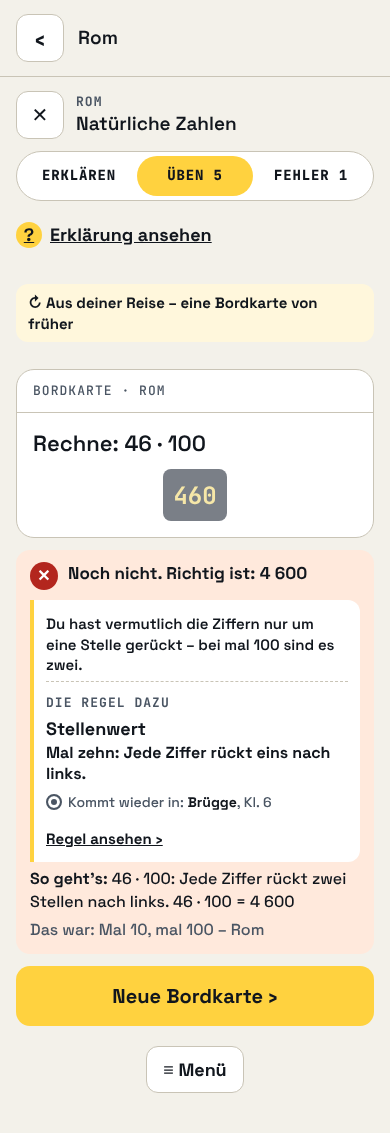 < Rom
✕ ROM
Natürliche Zahlen
ERKLÄREN ÜBEN 5 FEHLER 1
? Erklärung ansehen
↻ Aus deiner Reise – eine Bordkarte von
früher
BORDKARTE · ROM
Rechne: 46 · 100
460
✕ Noch nicht. Richtig ist: 4 600
Du hast vermutlich die Ziffern nur um
eine Stelle gerückt – bei mal 100 sind es
zwei.
DIE REGEL DAZU
Stellenwert
Mal zehn: Jede Ziffer rückt eins nach
links.
Kommt wieder in: Brügge, Kl. 6
Regel ansehen >
So geht's: 46 · 100: Jede Ziffer rückt zwei
Stellen nach links. 46 · 100 = 4 600
Das war: Mal 10, mal 100 – Rom
Neue Bordkarte >
≡ Menü